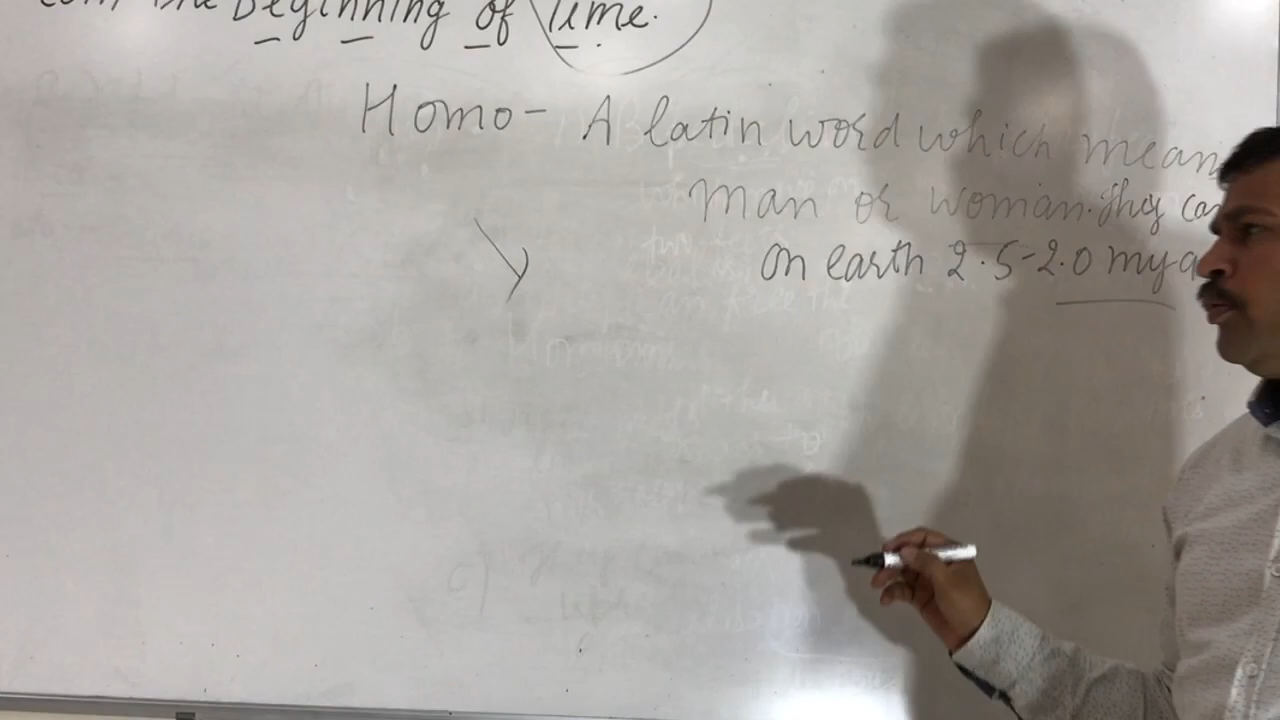 the Beginning of Time.
Homo- A latin word which mean
man or woman. They ca
on earth 2.5-2.0 mya